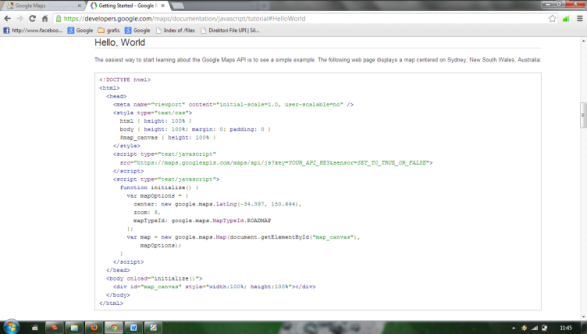 Google Maps
Getting Started - Google
https://developers.google.com/maps/documentation/javascript/tutorial#HelloWorld
http://www.faceboo... Google grafis Google Index of /files Direktori File UPI | Sil...
Hello, World
The easiest way to start learning about the Google Maps API is to see a simple example. The following web page displays a map centered on Sydney, New South Wales, Australia:
<!DOCTYPE html>
<html>
<head>
<meta name="viewport" content="initial-scale=1.0, user-scalable=no" />
<style type="text/css">
html { height: 100% }
body { height: 100%; margin: 0; padding: 0 }
#map_canvas { height: 100% }
</style>
<script type="text/javascript"
src="https://maps.googleapis.com/maps/api/js?key=YOUR_API_KEY&sensor=SET_TO_TRUE_OR_FALSE">
</script>
<script type="text/javascript">
function initialize() {
var mapOptions = {
center: new google.maps.LatLng(-34.397, 150.644),
zoom: 8,
mapTypeId: google.maps.MapTypeId.ROADMAP
};
var map = new google.maps.Map(document.getElementById("map_canvas"),
mapOptions);
}
</script>
</head>
<body onload="initialize()">
<div id="map_canvas" style="width:100%; height:100%"></div>
</body>
</html>
11:45